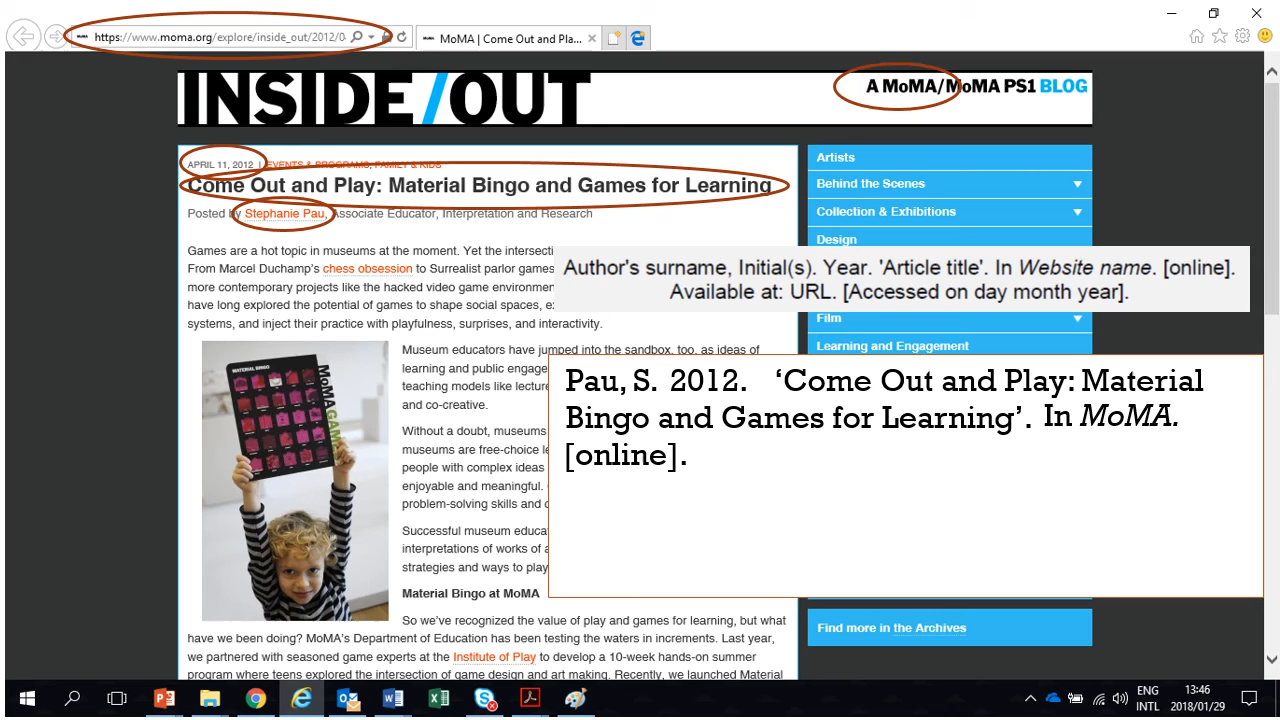 https://www.moma.org/explore/inside_out/2012/0
MoMA | Come Out and Pla...
INSIDE/OUT
A MoMA/MoMA PS1 BLOG
APRIL 11, 2012 | EVENTS & PROGRAMS, FAMILY & KIDS
Come Out and Play: Material Bingo and Games for Learning
Posted by Stephanie Pau, Associate Educator, Interpretation and Research
Games are a hot topic in museums at the moment. Yet the intersecti
From Marcel Duchamp's chess obsession to Surrealist parlor games
more contemporary projects like the hacked video game environmen
have long explored the potential of games to shape social spaces, ex
systems, and inject their practice with playfulness, surprises, and interactivity.
MATERIAL BINGO
MoMA GAM
Museum educators have jumped into the sandbox, too, as ideas of
learning and public engage
teaching models like lecture
and co-creative.
Without a doubt, museums
museums are free-choice le
people with complex ideas
enjoyable and meaningful.
problem-solving skills and c
Successful museum educa
interpretations of works of a
strategies and ways to play
Material Bingo at MoMA
So we've recognized the value of play and games for learning, but what
have we been doing? MoMA's Department of Education has been testing the waters in increments. Last year,
we partnered with seasoned game experts at the Institute of Play to develop a 10-week hands-on summer
program where teens explored the intersection of game design and art making. Recently, we launched Material
Artists
Behind the Scenes
Collection & Exhibitions
Design
Film
Learning and Engagement
Find more in the Archives
Author's surname, Initial(s). Year. 'Article title'. In Website name. [online].
Available at: URL. [Accessed on day month year].
Pau, S. 2012. ‘Come Out and Play: Material
Bingo and Games for Learning’. In MoMA.
[online].
ENG
INTL
13:46
2018/01/29